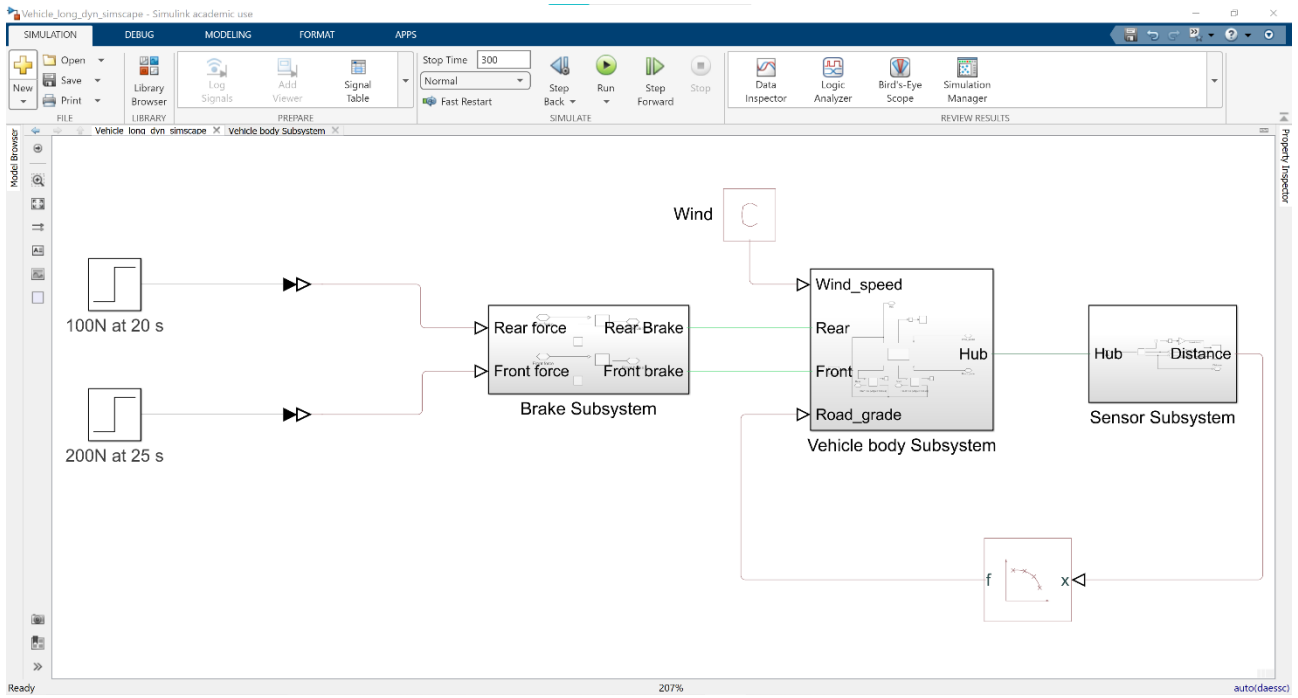 Vehicle_long_dyn_simscape - Simulink academic use
SIMULATION DEBUG MODELING FORMAT APPS
New
Open
Save
Print
FILE
Library Browser
LIBRARY
Log Signals
Add Viewer
Signal Table
PREPARE
Stop Time 300
Normal
Fast Restart
Step Back
Run
Step Forward
Stop
SIMULATE
Data Inspector
Logic Analyzer
Bird's-Eye Scope
Simulation Manager
REVIEW RESULTS
Model Browser
Vehicle_long_dyn_simscape
Vehicle body Subsystem
Property Inspector
Wind
C
100N at 20 s
200N at 25 s
Rear force
Rear Brake
Front force
Front brake
Brake Subsystem
Wind_speed
Rear
Front
Road_grade
Hub
Vehicle body Subsystem
Hub
Distance
Sensor Subsystem
f
x
Ready
207%
auto(daessc)